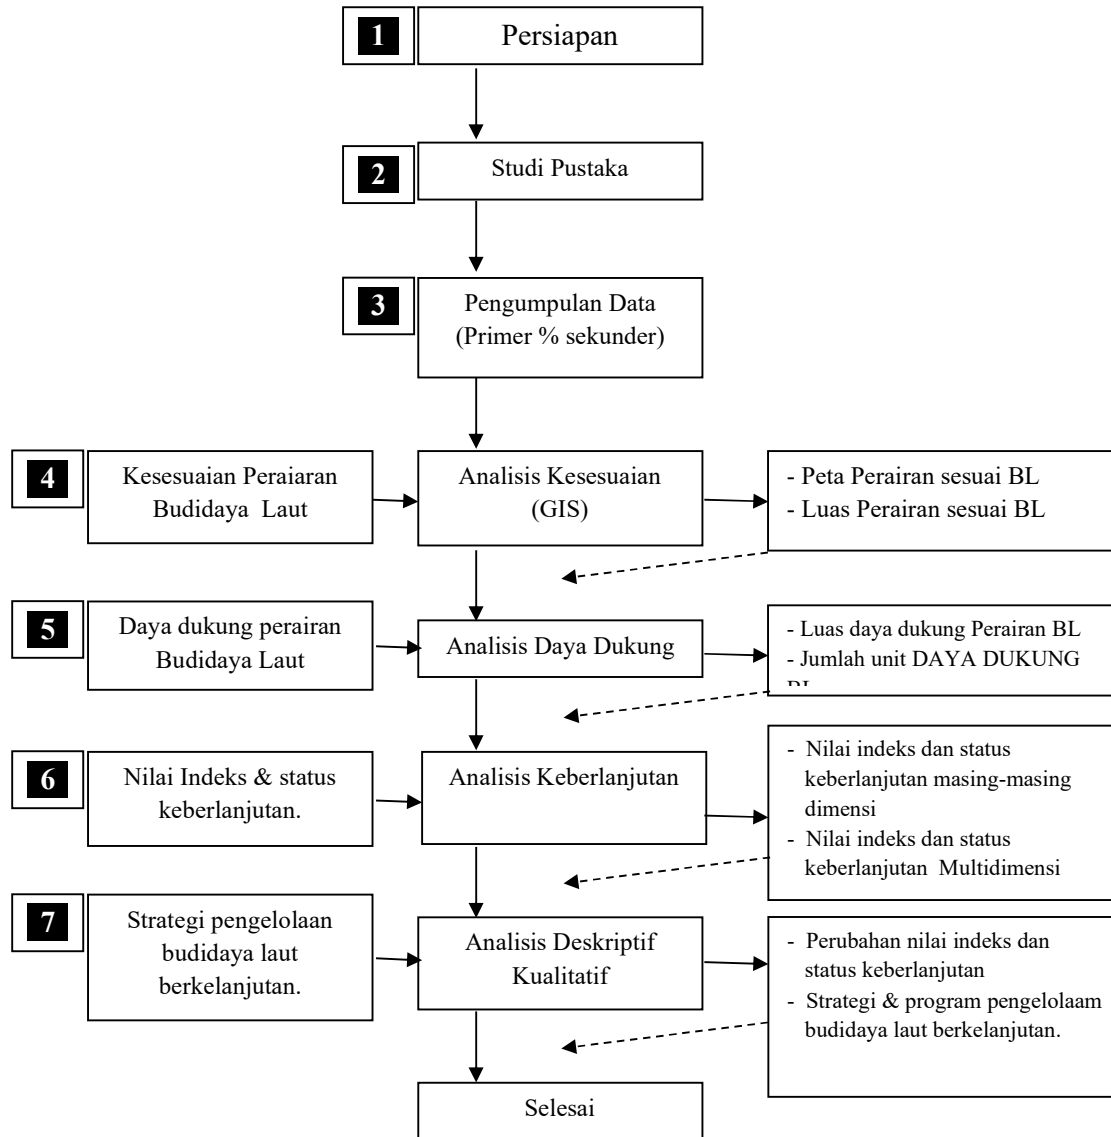 1
Persiapan
2
Studi Pustaka
3
Pengumpulan Data
(Primer % sekunder)
4
Kesesuaian Peraiaran
Budidaya Laut
Analisis Kesesuaian
(GIS)
- Peta Perairan sesuai BL
- Luas Perairan sesuai BL
5
Daya dukung perairan
Budidaya Laut
Analisis Daya Dukung
- Luas daya dukung Perairan BL
- Jumlah unit DAYA DUKUNG
6
Nilai Indeks & status
keberlanjutan.
Analisis Keberlanjutan
- Nilai indeks dan status
keberlanjutan masing-masing
dimensi
- Nilai indeks dan status
keberlanjutan Multidimensi
7
Strategi pengelolaan
budidaya laut
berkelanjutan.
Analisis Deskriptif
Kualitatif
- Perubahan nilai indeks dan
status keberlanjutan
- Strategi & program pengelolaam
budidaya laut berkelanjutan.
Selesai